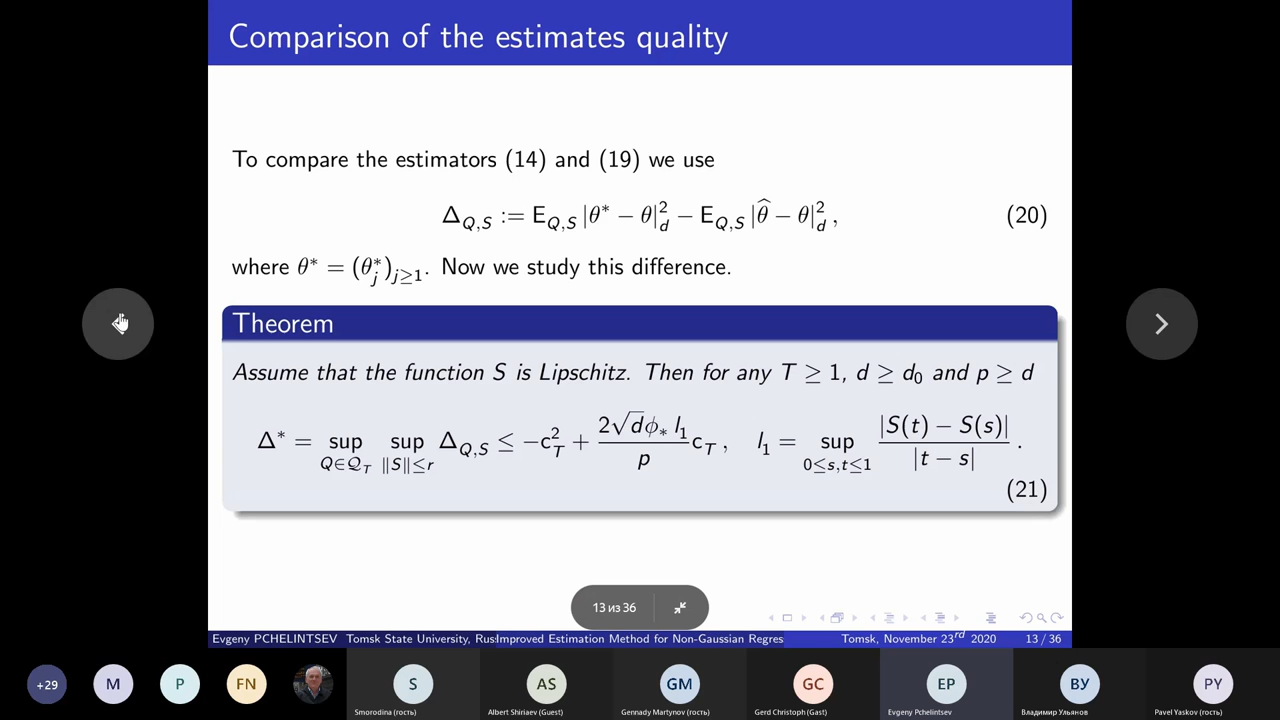 Comparison of the estimates quality
To compare the estimators (14) and (19) we use
Δ_{Q,S} := E_{Q,S} |θ* − θ|²_d − E_{Q,S} |θ̂ − θ|²_d , (20)
where θ* = (θ*_j)_{j≥1}. Now we study this difference.
Theorem
Assume that the function S is Lipschitz. Then for any T ≥ 1, d ≥ d₀ and p ≥ d
Δ* = sup_{Q∈𝒬_T} sup_{‖S‖≤r} Δ_{Q,S} ≤ −c²_T + (2√d ϕ_* l₁)/p c_T , l₁ = sup_{0≤s,t≤1} |S(t) − S(s)|/|t − s| .
(21)
13 из 36
Evgeny PCHELINTSEV Tomsk State University, Rus Improved Estimation Method for Non-Gaussian Regres Tomsk, November 23rd 2020 13 / 36
+29 M P FN S AS GM GC EP ВУ PY
Smorodina (гость) Albert Shiriaev (Guest) Gennady Martynov (гость) Gerd Christoph (Gast) Evgeny Pchelintsev Владимир Ульянов Pavel Yaskov (гость)